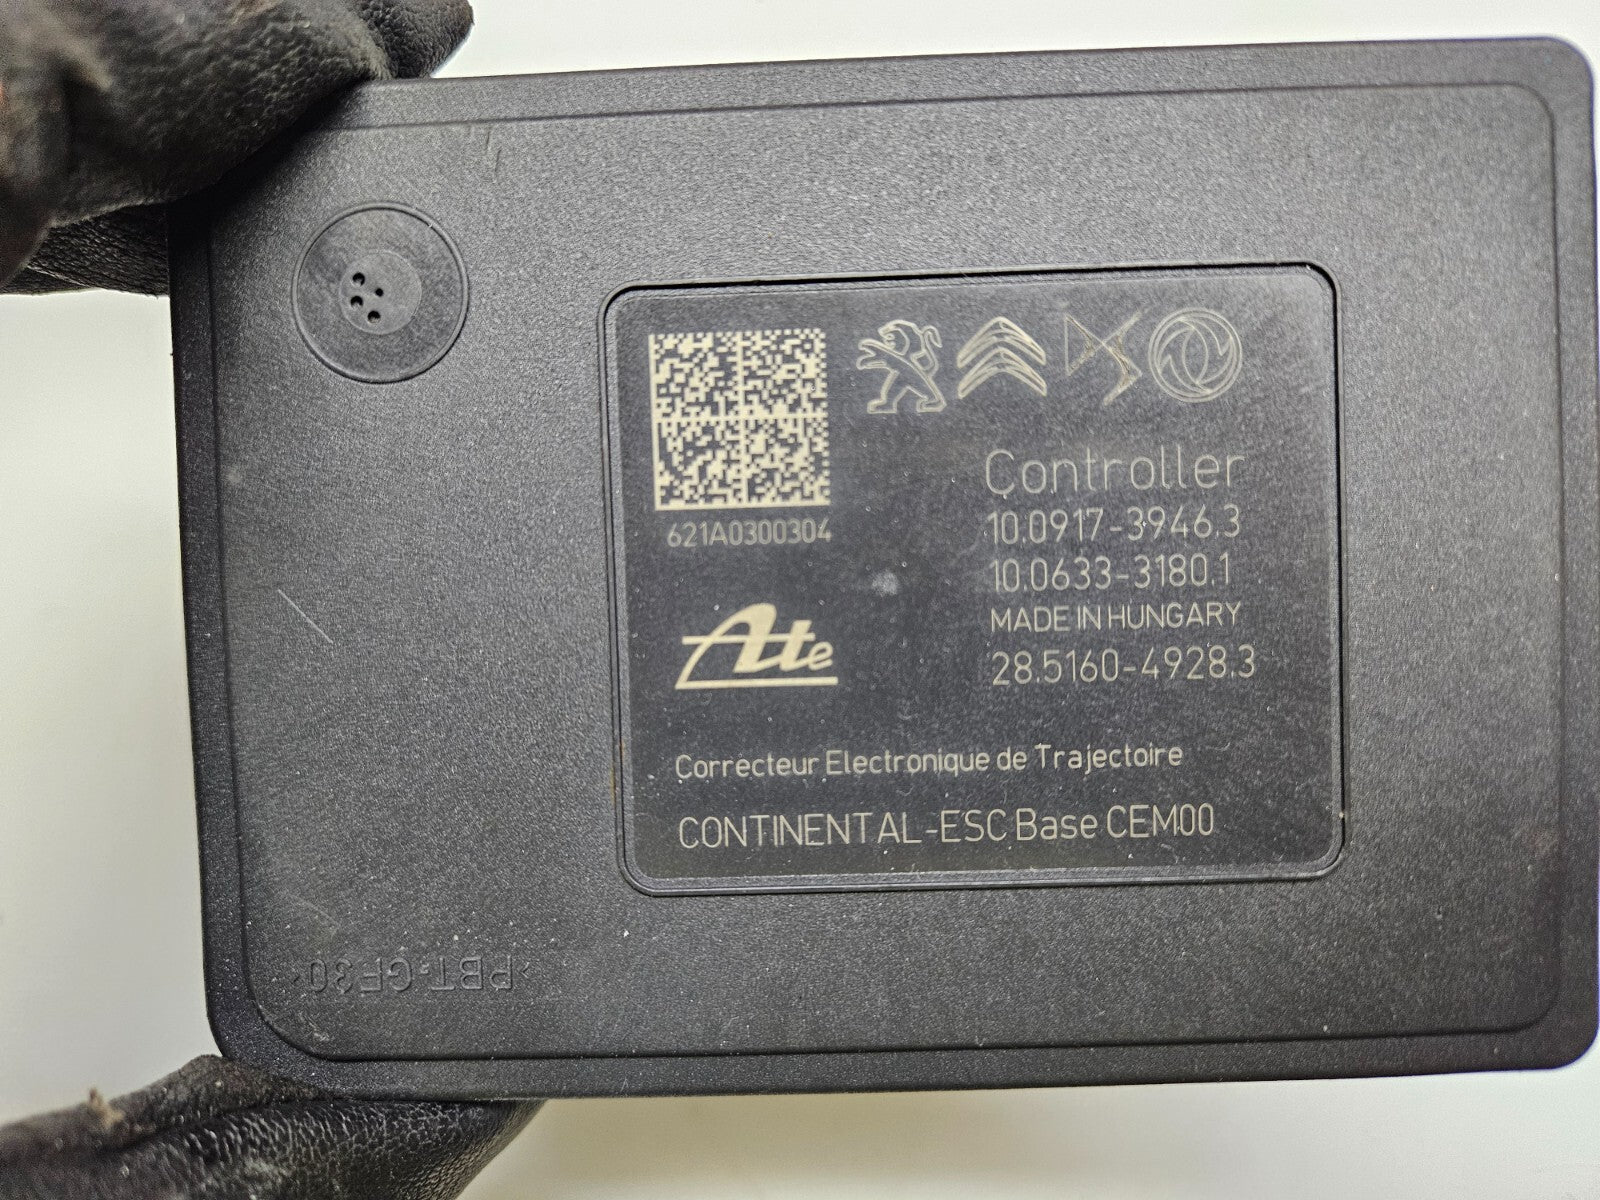 621A0300304
Controller
10.0917-3946.3
10.0633-3180.1
MADE IN HUNGARY
28.5160-4928.3
Ate
Correcteur Electronique de Trajectoire
CONTINENTAL-ESC Base CEM00
>PBT-GF30<